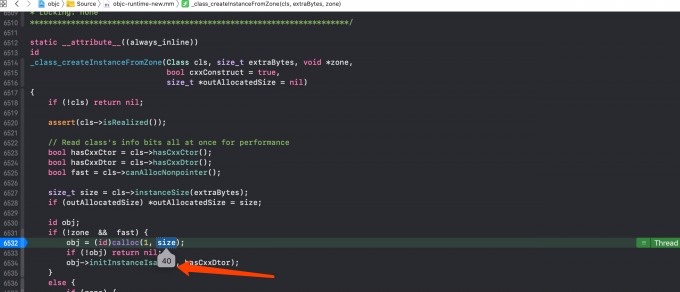 objc › Source › objc-runtime-new.mm › _class_createInstanceFromZone(cls, extraBytes, zone)
6509 * Locking: none
6510 **********************************************************************/
6511
6512 static __attribute__((always_inline))
6513 id
6514 _class_createInstanceFromZone(Class cls, size_t extraBytes, void *zone,
6515 bool cxxConstruct = true,
6516 size_t *outAllocatedSize = nil)
6517 {
6518 if (!cls) return nil;
6519
6520 assert(cls->isRealized());
6521
6522 // Read class's info bits all at once for performance
6523 bool hasCxxCtor = cls->hasCxxCtor();
6524 bool hasCxxDtor = cls->hasCxxDtor();
6525 bool fast = cls->canAllocNonpointer();
6526
6527 size_t size = cls->instanceSize(extraBytes);
6528 if (outAllocatedSize) *outAllocatedSize = size;
6529
6530 id obj;
6531 if (!zone && fast) {
6532 obj = (id)calloc(1, size); = Thread
6533 if (!obj) return nil
40
6534 obj->initInstanceIsa hasCxxDtor);
6535 }
6536 else {